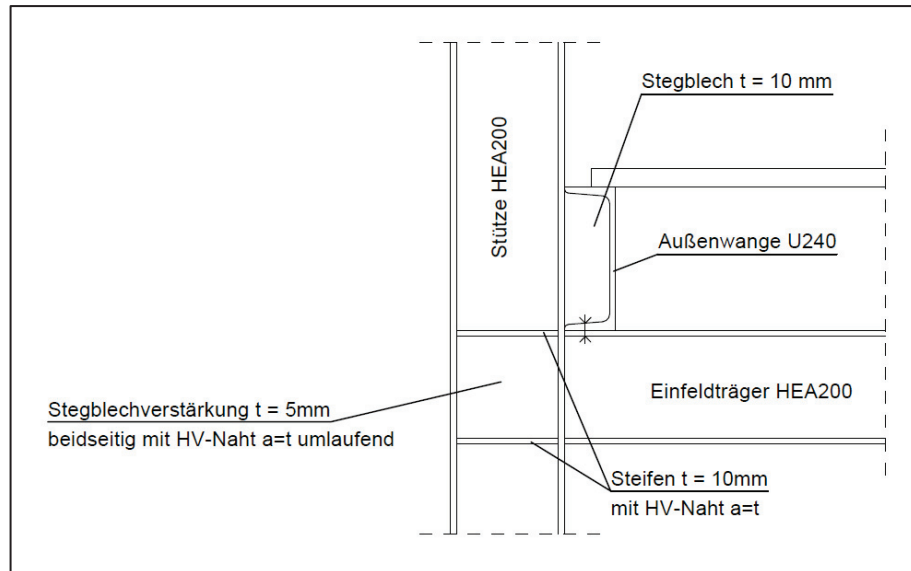 Stegblech t = 10 mm
Stütze HEA200
Außenwange U240
Einfeldträger HEA200
Stegblechverstärkung t = 5mm
beidseitig mit HV-Naht a=t umlaufend
Steifen t = 10mm
mit HV-Naht a=t